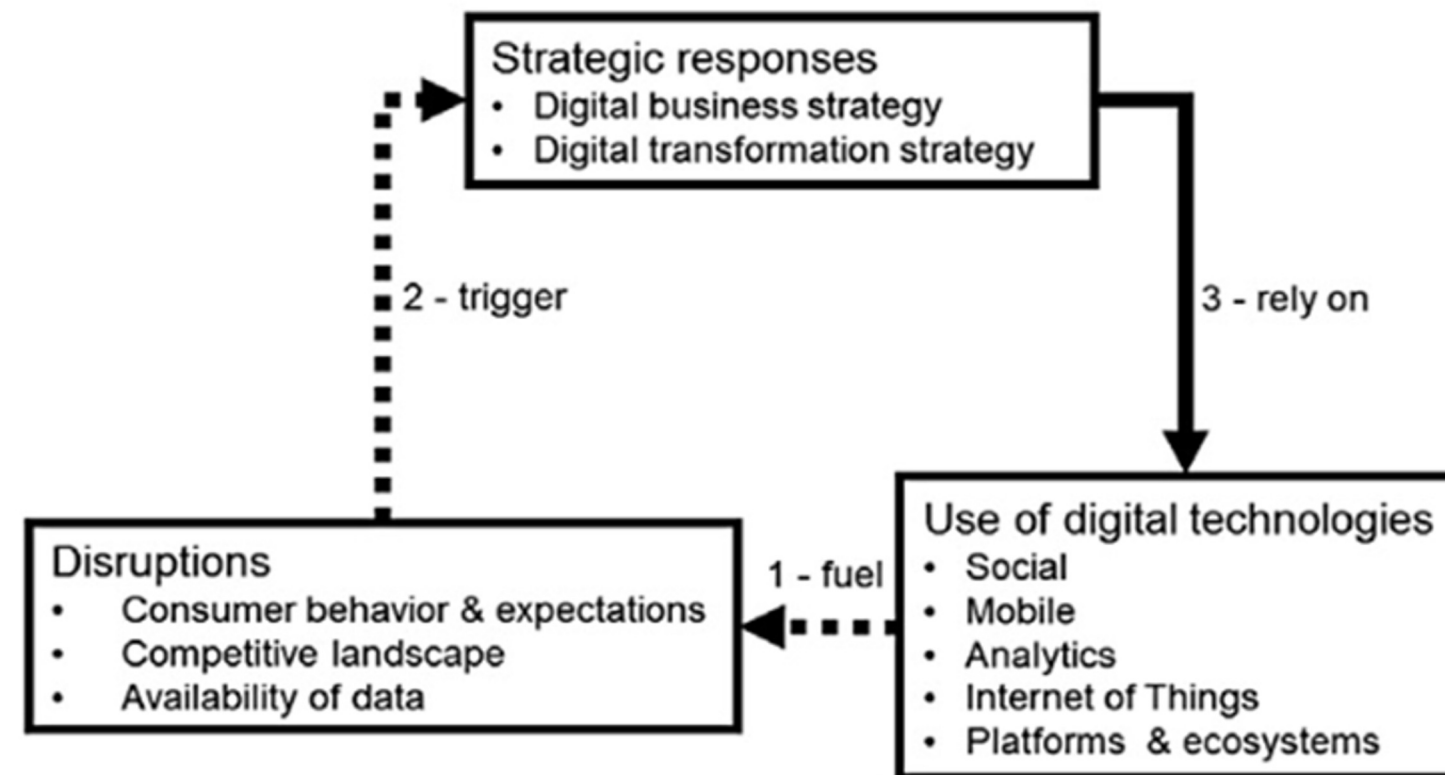 Strategic responses
• Digital business strategy
• Digital transformation strategy
2 - trigger
3 - rely on
Disruptions
• Consumer behavior & expectations
• Competitive landscape
• Availability of data
1 - fuel
Use of digital technologies
• Social
• Mobile
• Analytics
• Internet of Things
• Platforms & ecosystems